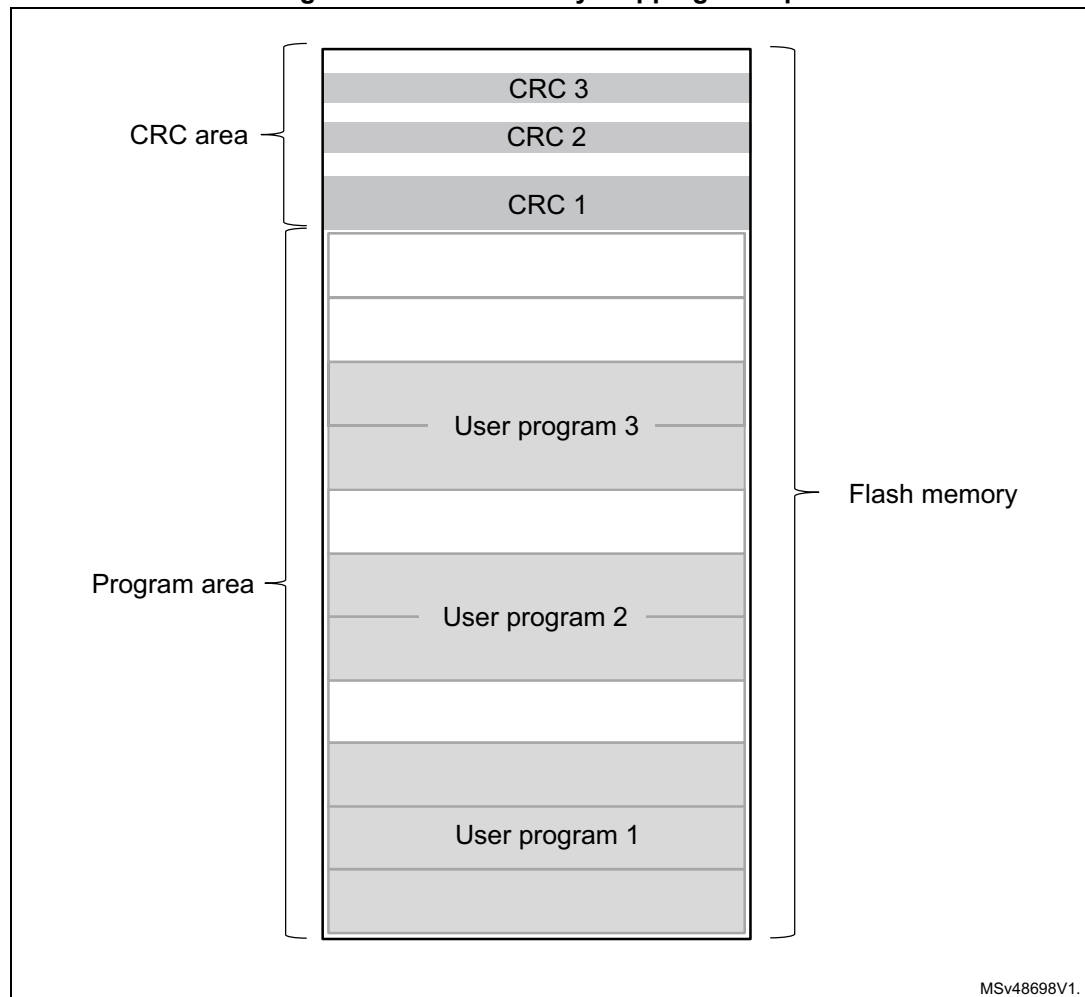 CRC 3
CRC area
CRC 2
CRC 1
User program 3
Flash memory
Program area
User program 2
User program 1
MSv48698V1.